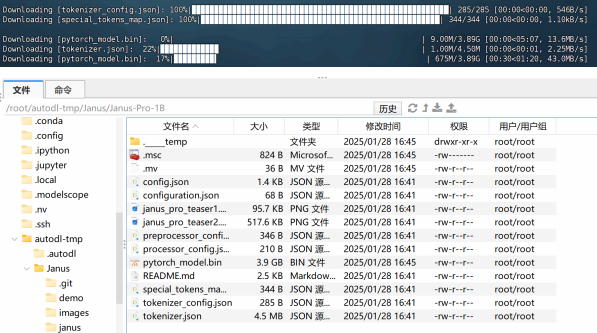 Downloading [tokenizer_config.json]: 100%| 285/285 [00:00<00:00, 546B/s]
Downloading [special_tokens_map.json]: 100%| 344/344 [00:00<00:00, 1.10kB/s]
Downloading [pytorch_model.bin]: 0%| | 9.00M/3.89G [00:00<05:07, 13.6MB/s]
Downloading [tokenizer.json]: 22%| | 1.00M/4.50M [00:00<00:01, 2.25MB/s]
Downloading [pytorch_model.bin]: 17%| | 675M/3.89G [00:30<01:20, 43.0MB/s]
文件 命令
/root/autodl-tmp/Janus/Janus-Pro-1B 历史
.conda
.config
.ipython
.jupyter
.local
.modelscope
.nv
.ssh
autodl-tmp
.autodl
Janus
.git
demo
images
janus
文件名 大小 类型 修改时间 权限 用户/用户组
.____temp 文件夹 2025/01/28 16:45 drwxr-xr-x root/root
.msc 824 B Microsof... 2025/01/28 16:45 -rw------- root/root
.mv 36 B MV 文件 2025/01/28 16:45 -rw-r--r-- root/root
config.json 1.4 KB JSON 源... 2025/01/28 16:41 -rw-r--r-- root/root
configuration.json 68 B JSON 源... 2025/01/28 16:41 -rw-r--r-- root/root
janus_pro_teaser1.... 95.7 KB PNG 文件 2025/01/28 16:41 -rw-r--r-- root/root
janus_pro_teaser2.... 517.6 KB PNG 文件 2025/01/28 16:41 -rw-r--r-- root/root
preprocessor_confi... 346 B JSON 源... 2025/01/28 16:41 -rw-r--r-- root/root
processor_config.js... 210 B JSON 源... 2025/01/28 16:41 -rw-r--r-- root/root
pytorch_model.bin 3.9 GB BIN 文件 2025/01/28 16:45 -rw-r--r-- root/root
README.md 2.5 KB Markdow... 2025/01/28 16:41 -rw-r--r-- root/root
special_tokens_ma... 344 B JSON 源... 2025/01/28 16:41 -rw-r--r-- root/root
tokenizer_config.json 285 B JSON 源... 2025/01/28 16:41 -rw-r--r-- root/root
tokenizer.json 4.5 MB JSON 源... 2025/01/28 16:41 -rw-r--r-- root/root